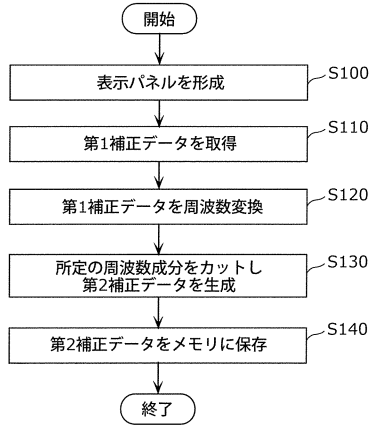 開始
表示パネルを形成
S100
第1補正データを取得
S110
第1補正データを周波数変換
S120
所定の周波数成分をカットし
第2補正データを生成
S130
第2補正データをメモリに保存
S140
終了